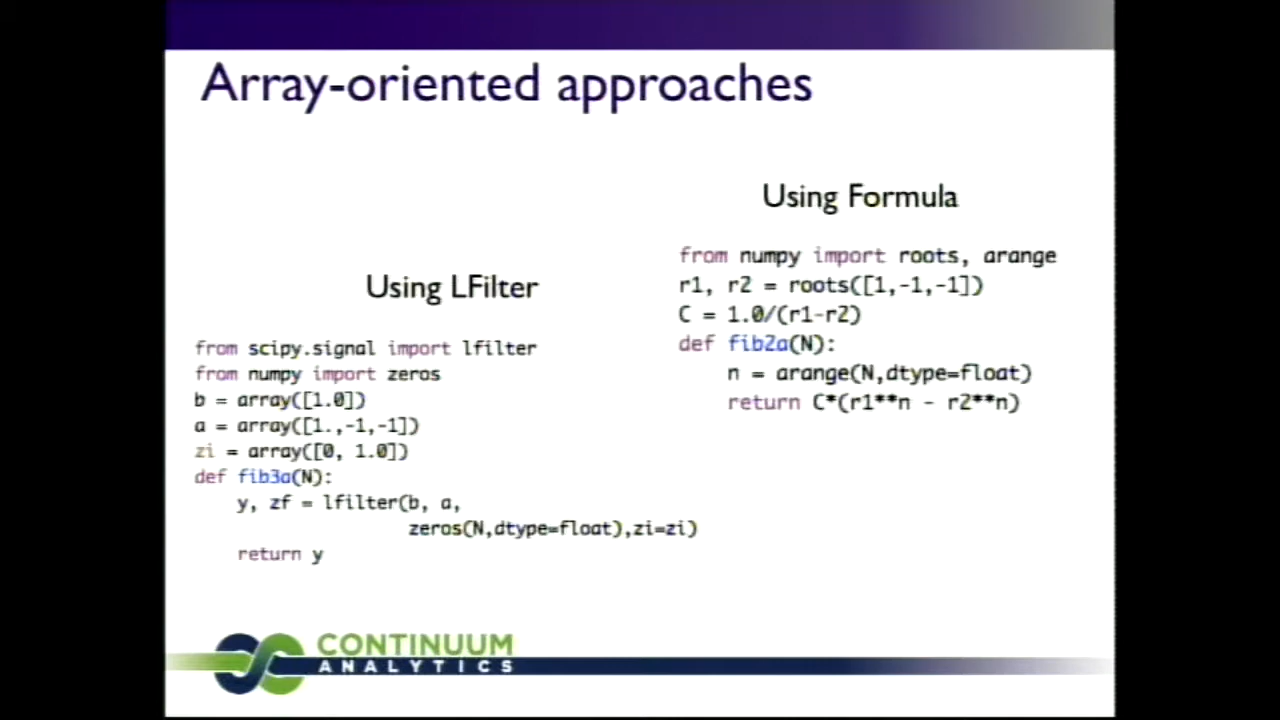 Array-oriented approaches
Using LFilter
from scipy.signal import lfilter
from numpy import zeros
b = array([1.0])
a = array([1.,-1,-1])
zi = array([0, 1.0])
def fib3a(N):
    y, zf = lfilter(b, a,
                    zeros(N,dtype=float),zi=zi)
    return y
Using Formula
from numpy import roots, arange
r1, r2 = roots([1,-1,-1])
C = 1.0/(r1-r2)
def fib2a(N):
    n = arange(N,dtype=float)
    return C*(r1**n - r2**n)
CONTINUUM
ANALYTICS